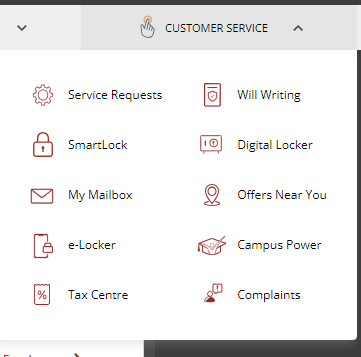 CUSTOMER SERVICE
Service Requests
Will Writing
SmartLock
Digital Locker
My Mailbox
Offers Near You
e-Locker
Campus Power
Tax Centre
Complaints